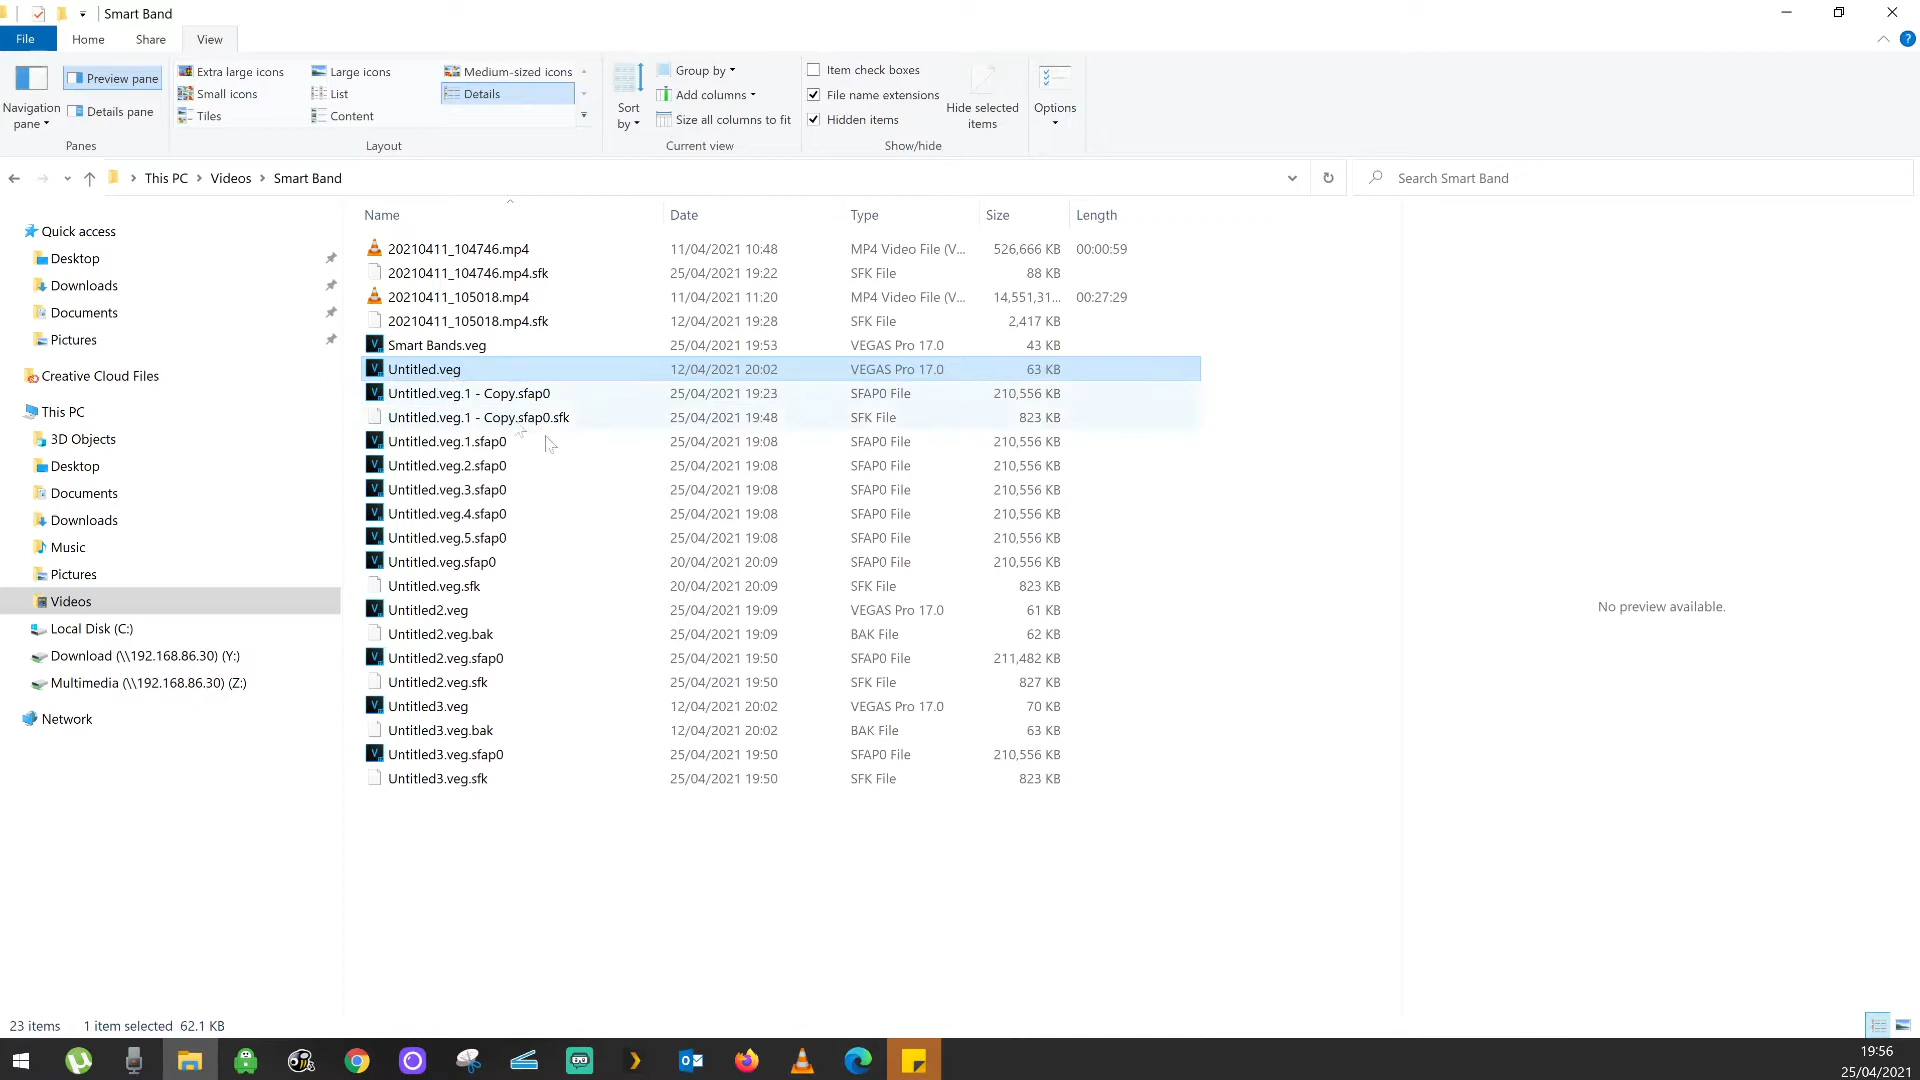 Smart Band
File Home Share View
Navigation pane
Preview pane
Details pane
Panes
Extra large icons Large icons Medium-sized icons
Small icons List Details
Tiles Content
Layout
Sort by
Group by
Add columns
Size all columns to fit
Current view
Item check boxes
File name extensions
Hidden items
Hide selected items
Show/hide
Options
This PC Videos Smart Band
Search Smart Band
Quick access
Desktop
Downloads
Documents
Pictures
Creative Cloud Files
This PC
3D Objects
Desktop
Documents
Downloads
Music
Pictures
Videos
Local Disk (C:)
Download (\\192.168.86.30) (Y:)
Multimedia (\\192.168.86.30) (Z:)
Network
Name Date Type Size Length
20210411_104746.mp4 11/04/2021 10:48 MP4 Video File (V... 526,666 KB 00:00:59
20210411_104746.mp4.sfk 25/04/2021 19:22 SFK File 88 KB
20210411_105018.mp4 11/04/2021 11:20 MP4 Video File (V... 14,551,31... 00:27:29
20210411_105018.mp4.sfk 12/04/2021 19:28 SFK File 2,417 KB
Smart Bands.veg 25/04/2021 19:53 VEGAS Pro 17.0 43 KB
Untitled.veg 12/04/2021 20:02 VEGAS Pro 17.0 63 KB
Untitled.veg.1 - Copy.sfap0 25/04/2021 19:23 SFAP0 File 210,556 KB
Untitled.veg.1 - Copy.sfap0.sfk 25/04/2021 19:48 SFK File 823 KB
Untitled.veg.1.sfap0 25/04/2021 19:08 SFAP0 File 210,556 KB
Untitled.veg.2.sfap0 25/04/2021 19:08 SFAP0 File 210,556 KB
Untitled.veg.3.sfap0 25/04/2021 19:08 SFAP0 File 210,556 KB
Untitled.veg.4.sfap0 25/04/2021 19:08 SFAP0 File 210,556 KB
Untitled.veg.5.sfap0 25/04/2021 19:08 SFAP0 File 210,556 KB
Untitled.veg.sfap0 20/04/2021 20:09 SFAP0 File 210,556 KB
Untitled.veg.sfk 20/04/2021 20:09 SFK File 823 KB
Untitled2.veg 25/04/2021 19:09 VEGAS Pro 17.0 61 KB
Untitled2.veg.bak 25/04/2021 19:09 BAK File 62 KB
Untitled2.veg.sfap0 25/04/2021 19:50 SFAP0 File 211,482 KB
Untitled2.veg.sfk 25/04/2021 19:50 SFK File 827 KB
Untitled3.veg 12/04/2021 20:02 VEGAS Pro 17.0 70 KB
Untitled3.veg.bak 12/04/2021 20:02 BAK File 63 KB
Untitled3.veg.sfap0 25/04/2021 19:50 SFAP0 File 210,556 KB
Untitled3.veg.sfk 25/04/2021 19:50 SFK File 823 KB
No preview available.
23 items 1 item selected 62.1 KB
19:56
25/04/2021